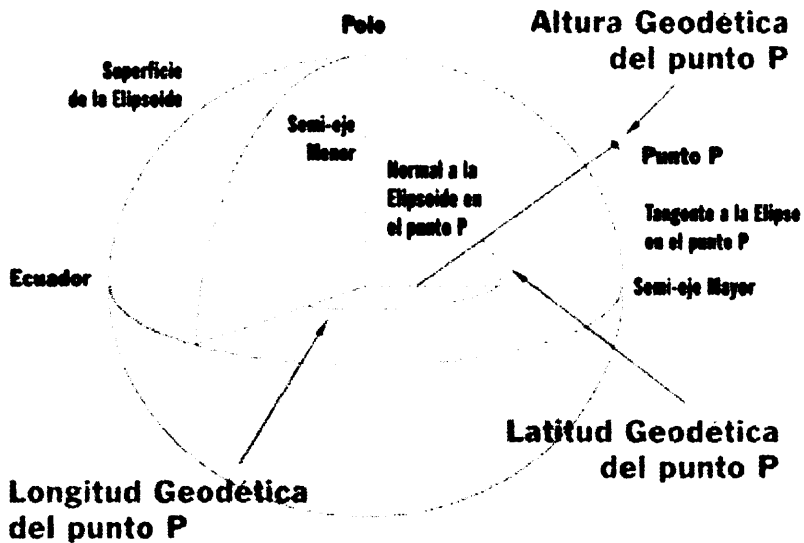 Polo
Altura Geodética
del punto P
Superficie
de la Elipsoide
Semi-eje
Menor
Normal a la
Elipsoide en
el punto P
Punto P
Tangente a la Elipse
en el punto P
Ecuador
Semi-eje Mayor
Latitud Geodética
del punto P
Longitud Geodética
del punto P